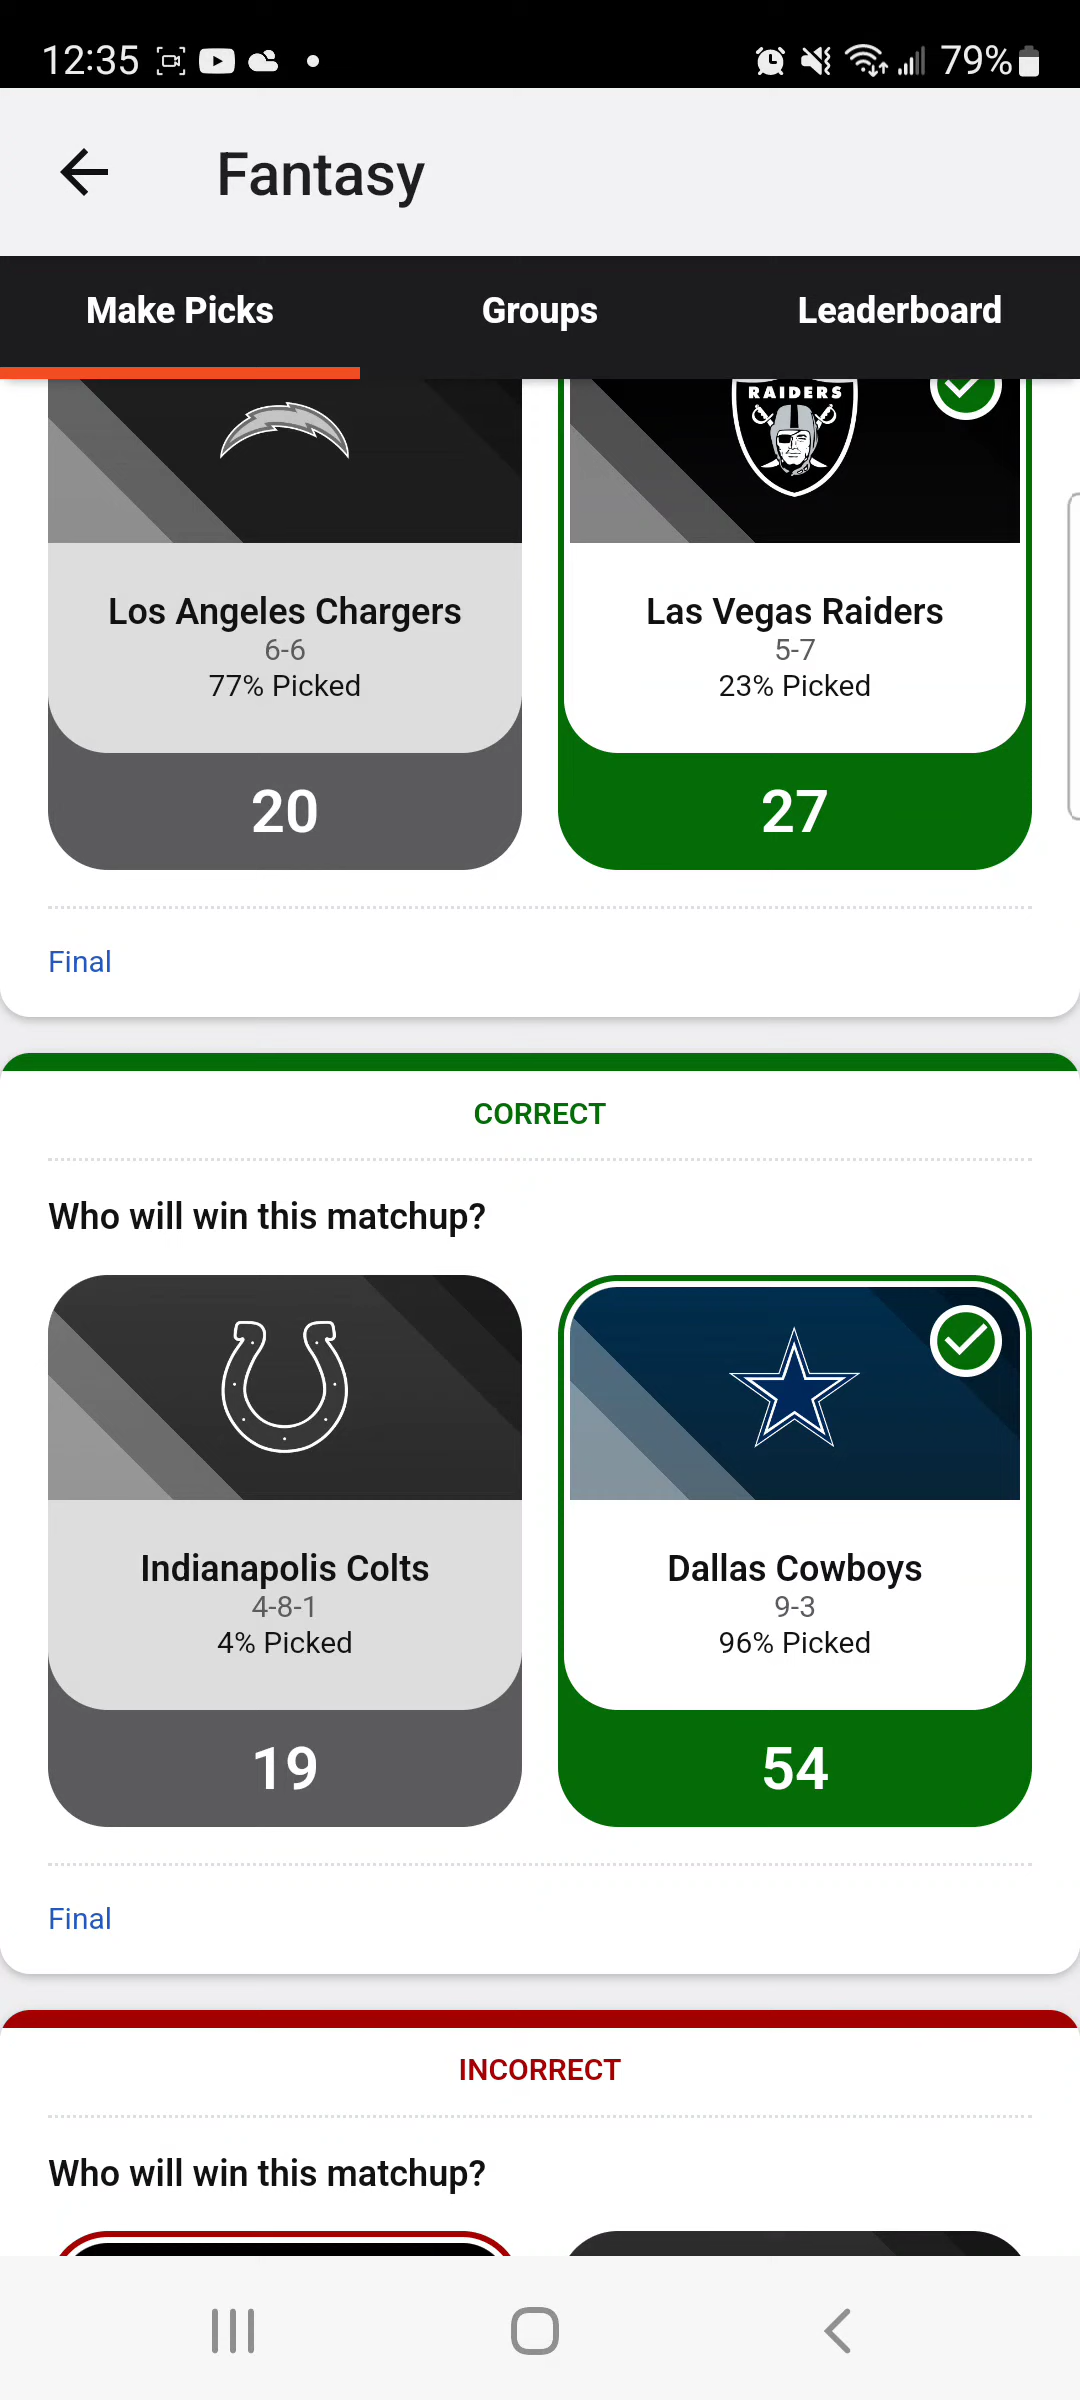 12:35
79%
Fantasy
Make Picks
Groups
Leaderboard
RAIDERS
Los Angeles Chargers
6-6
77% Picked
20
Las Vegas Raiders
5-7
23% Picked
27
Final
CORRECT
Who will win this matchup?
Indianapolis Colts
4-8-1
4% Picked
19
Dallas Cowboys
9-3
96% Picked
54
Final
INCORRECT
Who will win this matchup?